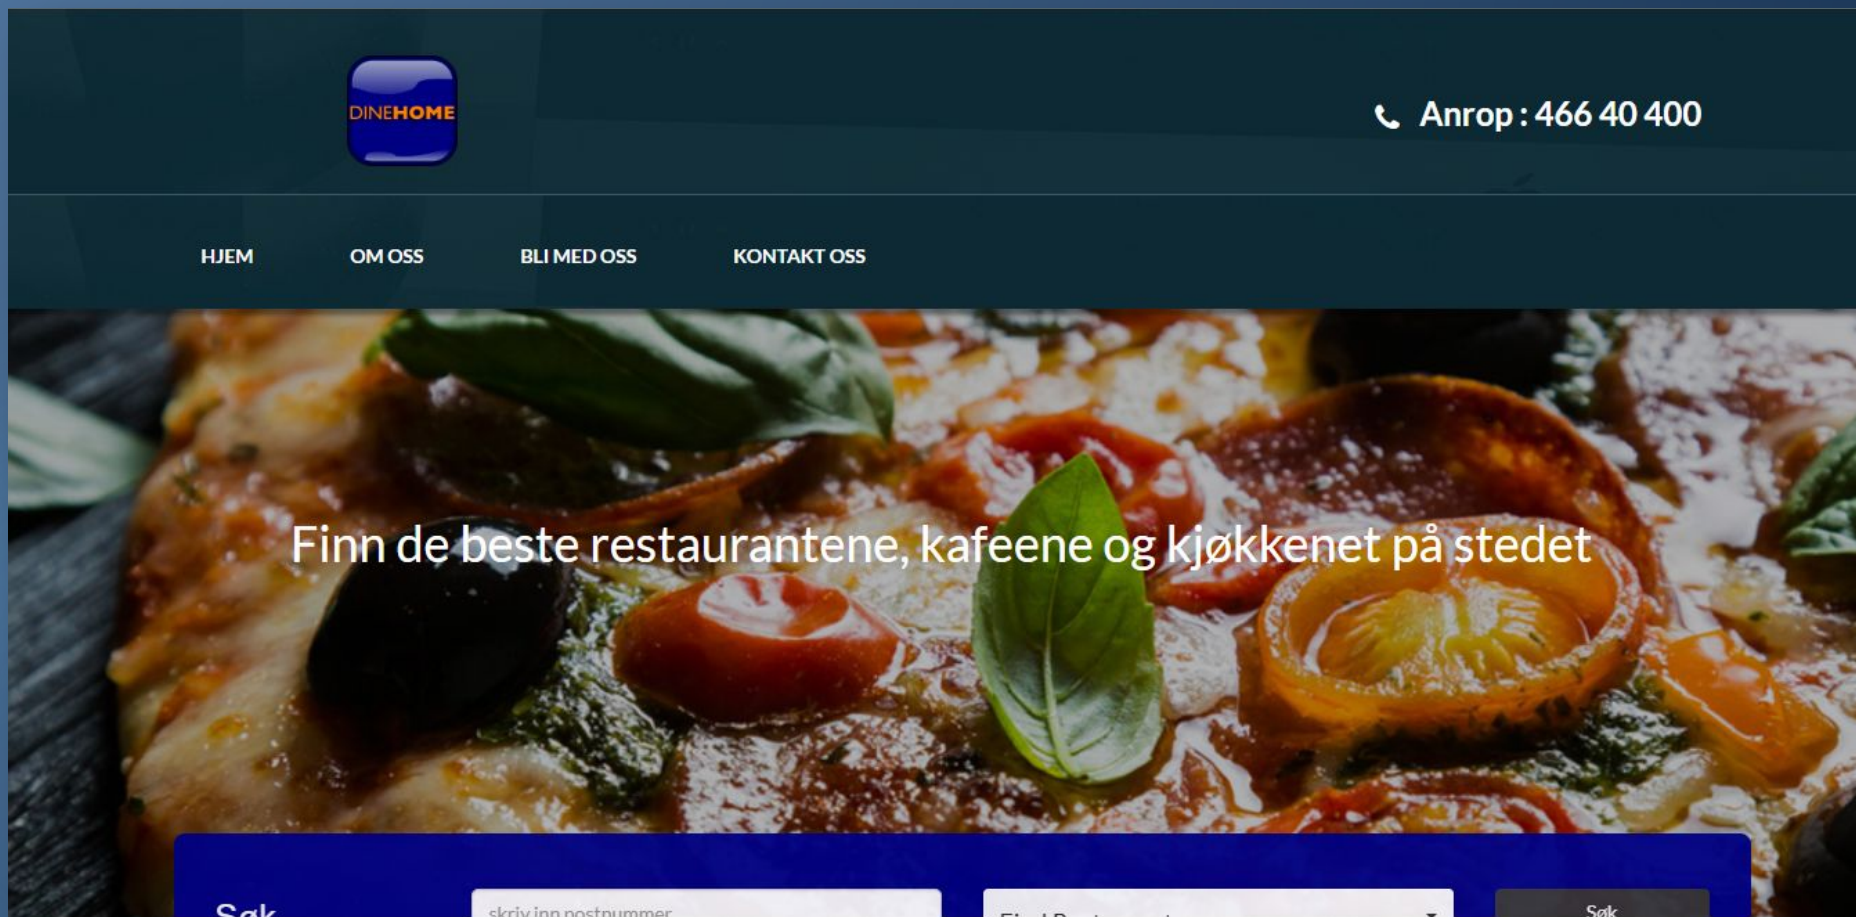 DINEHOME
Anrop : 466 40 400
HJEM OM OSS BLI MED OSS KONTAKT OSS
Finn de beste restaurantene, kafeene og kjøkkenet på stedet
Søk skriv inn postnummer Søk